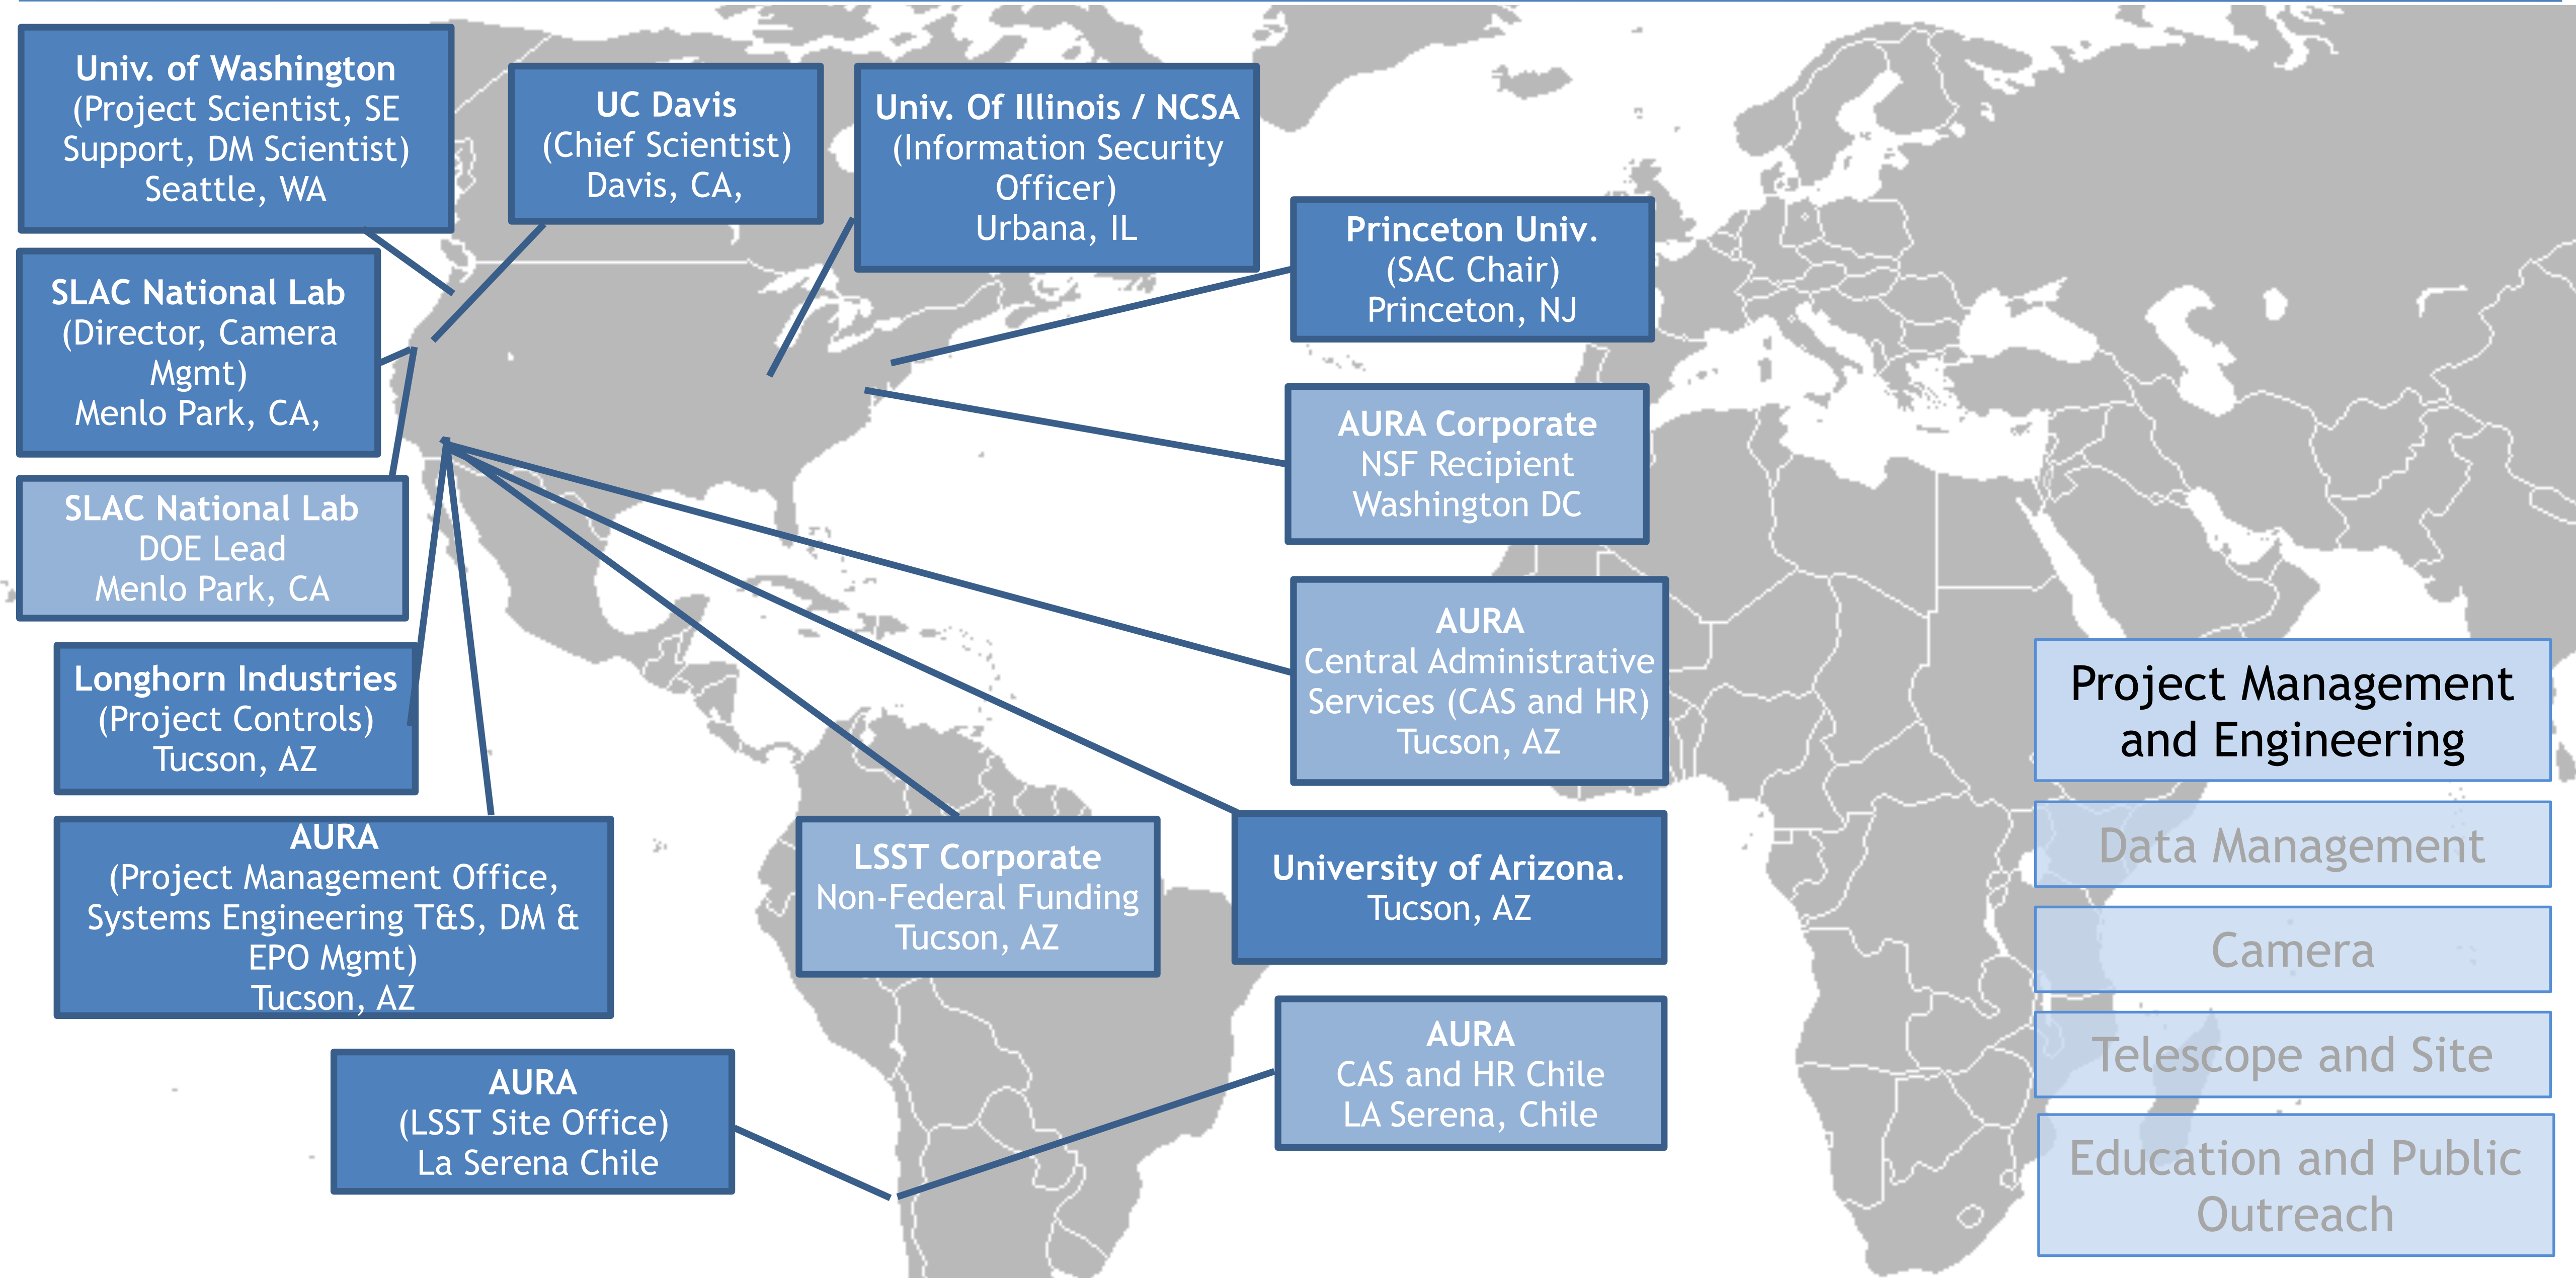 Univ. of Washington
(Project Scientist, SE
Support, DM Scientist)
Seattle, WA
UC Davis
(Chief Scientist)
Davis, CA,
Univ. Of Illinois / NCSA
(Information Security
Officer)
Urbana, IL
Princeton Univ.
(SAC Chair)
Princeton, NJ
SLAC National Lab
(Director, Camera
Mgmt)
Menlo Park, CA,
AURA Corporate
NSF Recipient
Washington DC
SLAC National Lab
DOE Lead
Menlo Park, CA
AURA
Central Administrative
Services (CAS and HR)
Tucson, AZ
Longhorn Industries
(Project Controls)
Tucson, AZ
AURA
(Project Management Office,
Systems Engineering T&S, DM &
EPO Mgmt)
Tucson, AZ
LSST Corporate
Non-Federal Funding
Tucson, AZ
University of Arizona.
Tucson, AZ
AURA
(LSST Site Office)
La Serena Chile
AURA
CAS and HR Chile
LA Serena, Chile
Project Management
and Engineering
Data Management
Camera
Telescope and Site
Education and Public
Outreach